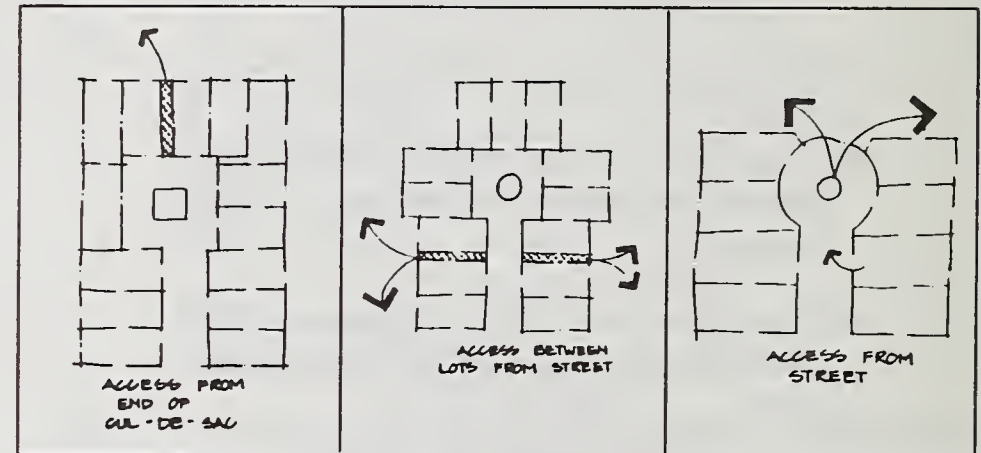 ACCESS FROM
END OF
CUL-DE-SAC
ACCESS BETWEEN
LOTS FROM STREET
ACCESS FROM
STREET